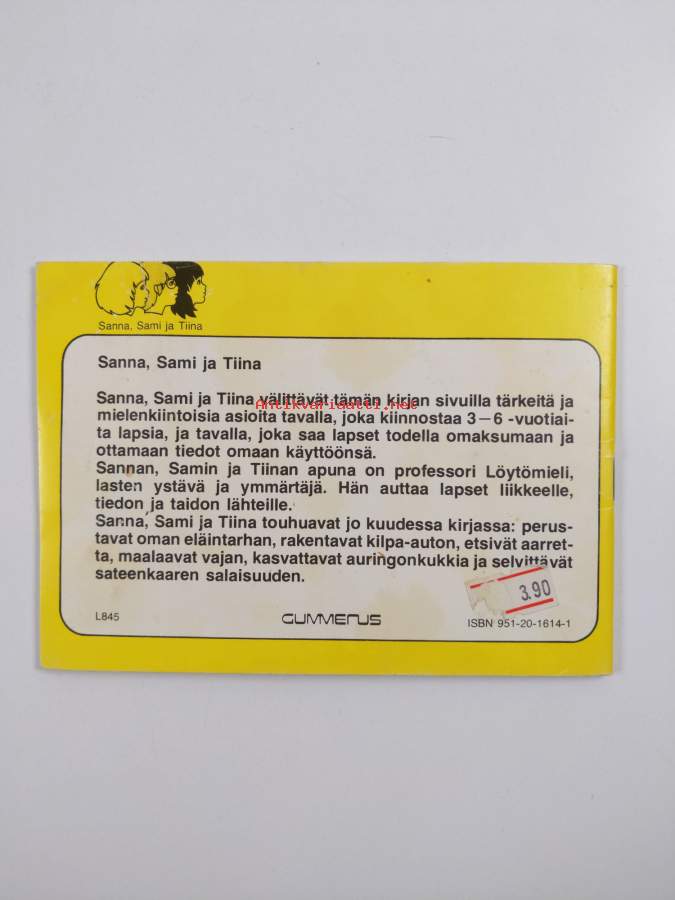 Sanna, Sami ja Tiina
Sanna, Sami ja Tiina
Sanna, Sami ja Tiina välittävät tämän kirjan sivuilla tärkeitä ja
Antikvariaatti.net
mielenkiintoisia asioita tavalla, joka kiinnostaa 3—6 -vuotiai-
ta lapsia, ja tavalla, joka saa lapset todella omaksumaan ja
ottamaan tiedot omaan käyttöönsä.
Sannan, Samin ja Tiinan apuna on professori Löytömieli,
lasten ystävä ja ymmärtäjä. Hän auttaa lapset liikkeelle,
tiedon ja taidon lähteille.
Sanna, Sami ja Tiina touhuavat jo kuudessa kirjassa: perus-
tavat oman eläintarhan, rakentavat kilpa-auton, etsivät aarret-
ta, maalaavat vajan, kasvattavat auringonkukkia ja selvittävät
sateenkaaren salaisuuden.
3.90
L845
GUMMERUS
ISBN 951-20-1614-1